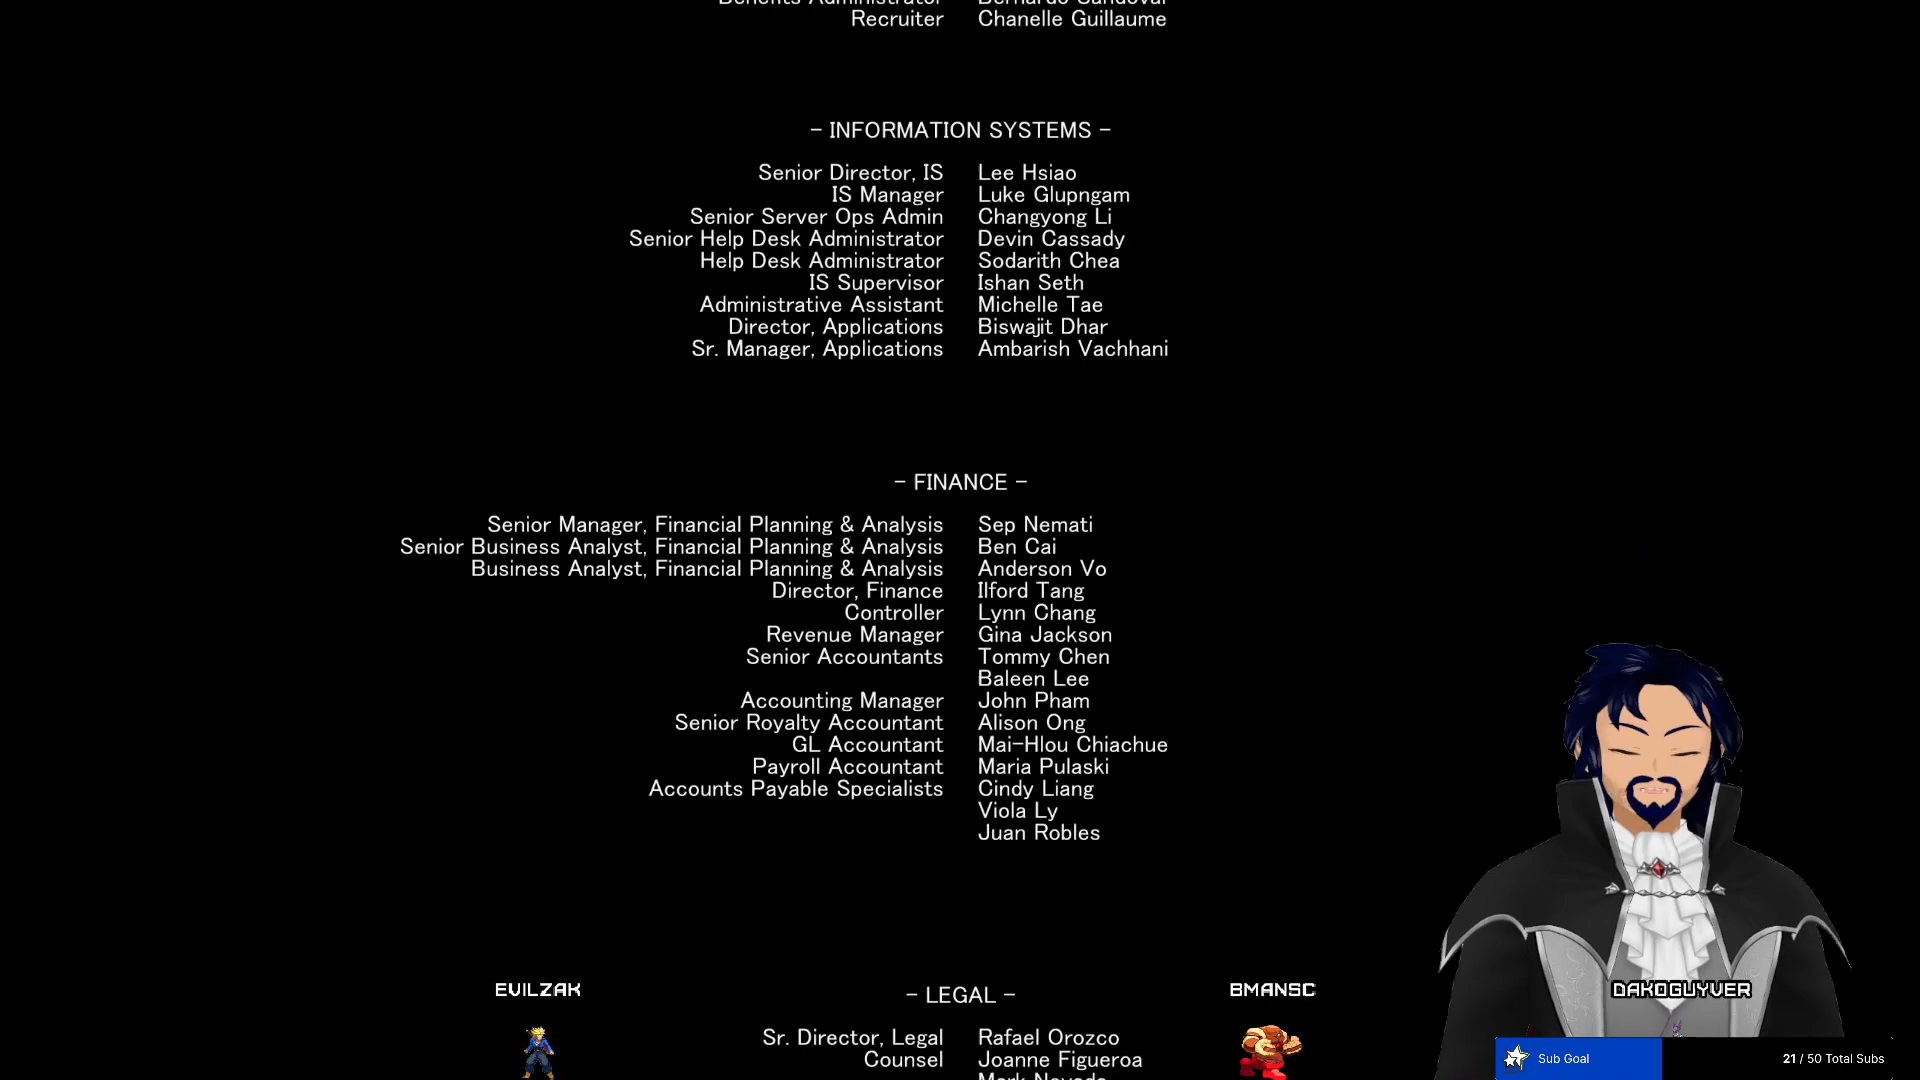 Benefits Administrator Bernardo Sandoval
Recruiter Chanelle Guillaume
- INFORMATION SYSTEMS -
Senior Director, IS Lee Hsiao
IS Manager Luke Glupngam
Senior Server Ops Admin Changyong Li
Senior Help Desk Administrator Devin Cassady
Help Desk Administrator Sodarith Chea
IS Supervisor Ishan Seth
Administrative Assistant Michelle Tae
Director, Applications Biswajit Dhar
Sr. Manager, Applications Ambarish Vachhani
- FINANCE -
Senior Manager, Financial Planning & Analysis Sep Nemati
Senior Business Analyst, Financial Planning & Analysis Ben Cai
Business Analyst, Financial Planning & Analysis Anderson Vo
Director, Finance Ilford Tang
Controller Lynn Chang
Revenue Manager Gina Jackson
Senior Accountants Tommy Chen
Baleen Lee
Accounting Manager John Pham
Senior Royalty Accountant Alison Ong
GL Accountant Mai-Hlou Chiachue
Payroll Accountant Maria Pulaski
Accounts Payable Specialists Cindy Liang
Viola Ly
Juan Robles
EVILZAK
- LEGAL -
BMANSC
DAKOGUYVER
Sr. Director, Legal Rafael Orozco
Counsel Joanne Figueroa
Sub Goal 21 / 50 Total Subs